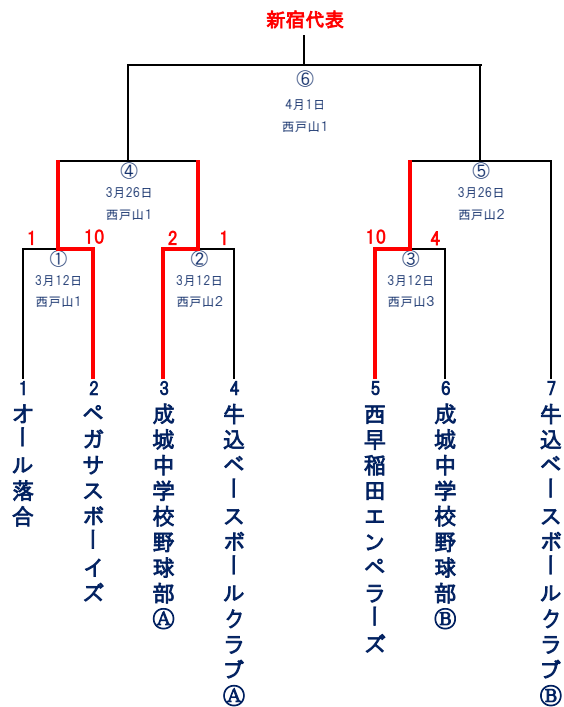 新宿代表
⑥
4月1日
西戸山1
④
3月26日
西戸山1
⑤
3月26日
西戸山2
1
10
2
1
10
4
①
3月12日
西戸山1
②
3月12日
西戸山2
③
3月12日
西戸山3
1
オール落合
2
ペガサスボーイズ
3
成城中学校野球部Ⓐ
4
牛込ベースボールクラブⒶ
5
西早稲田エンペラーズ
6
成城中学校野球部Ⓑ
7
牛込ベースボールクラブⒷ